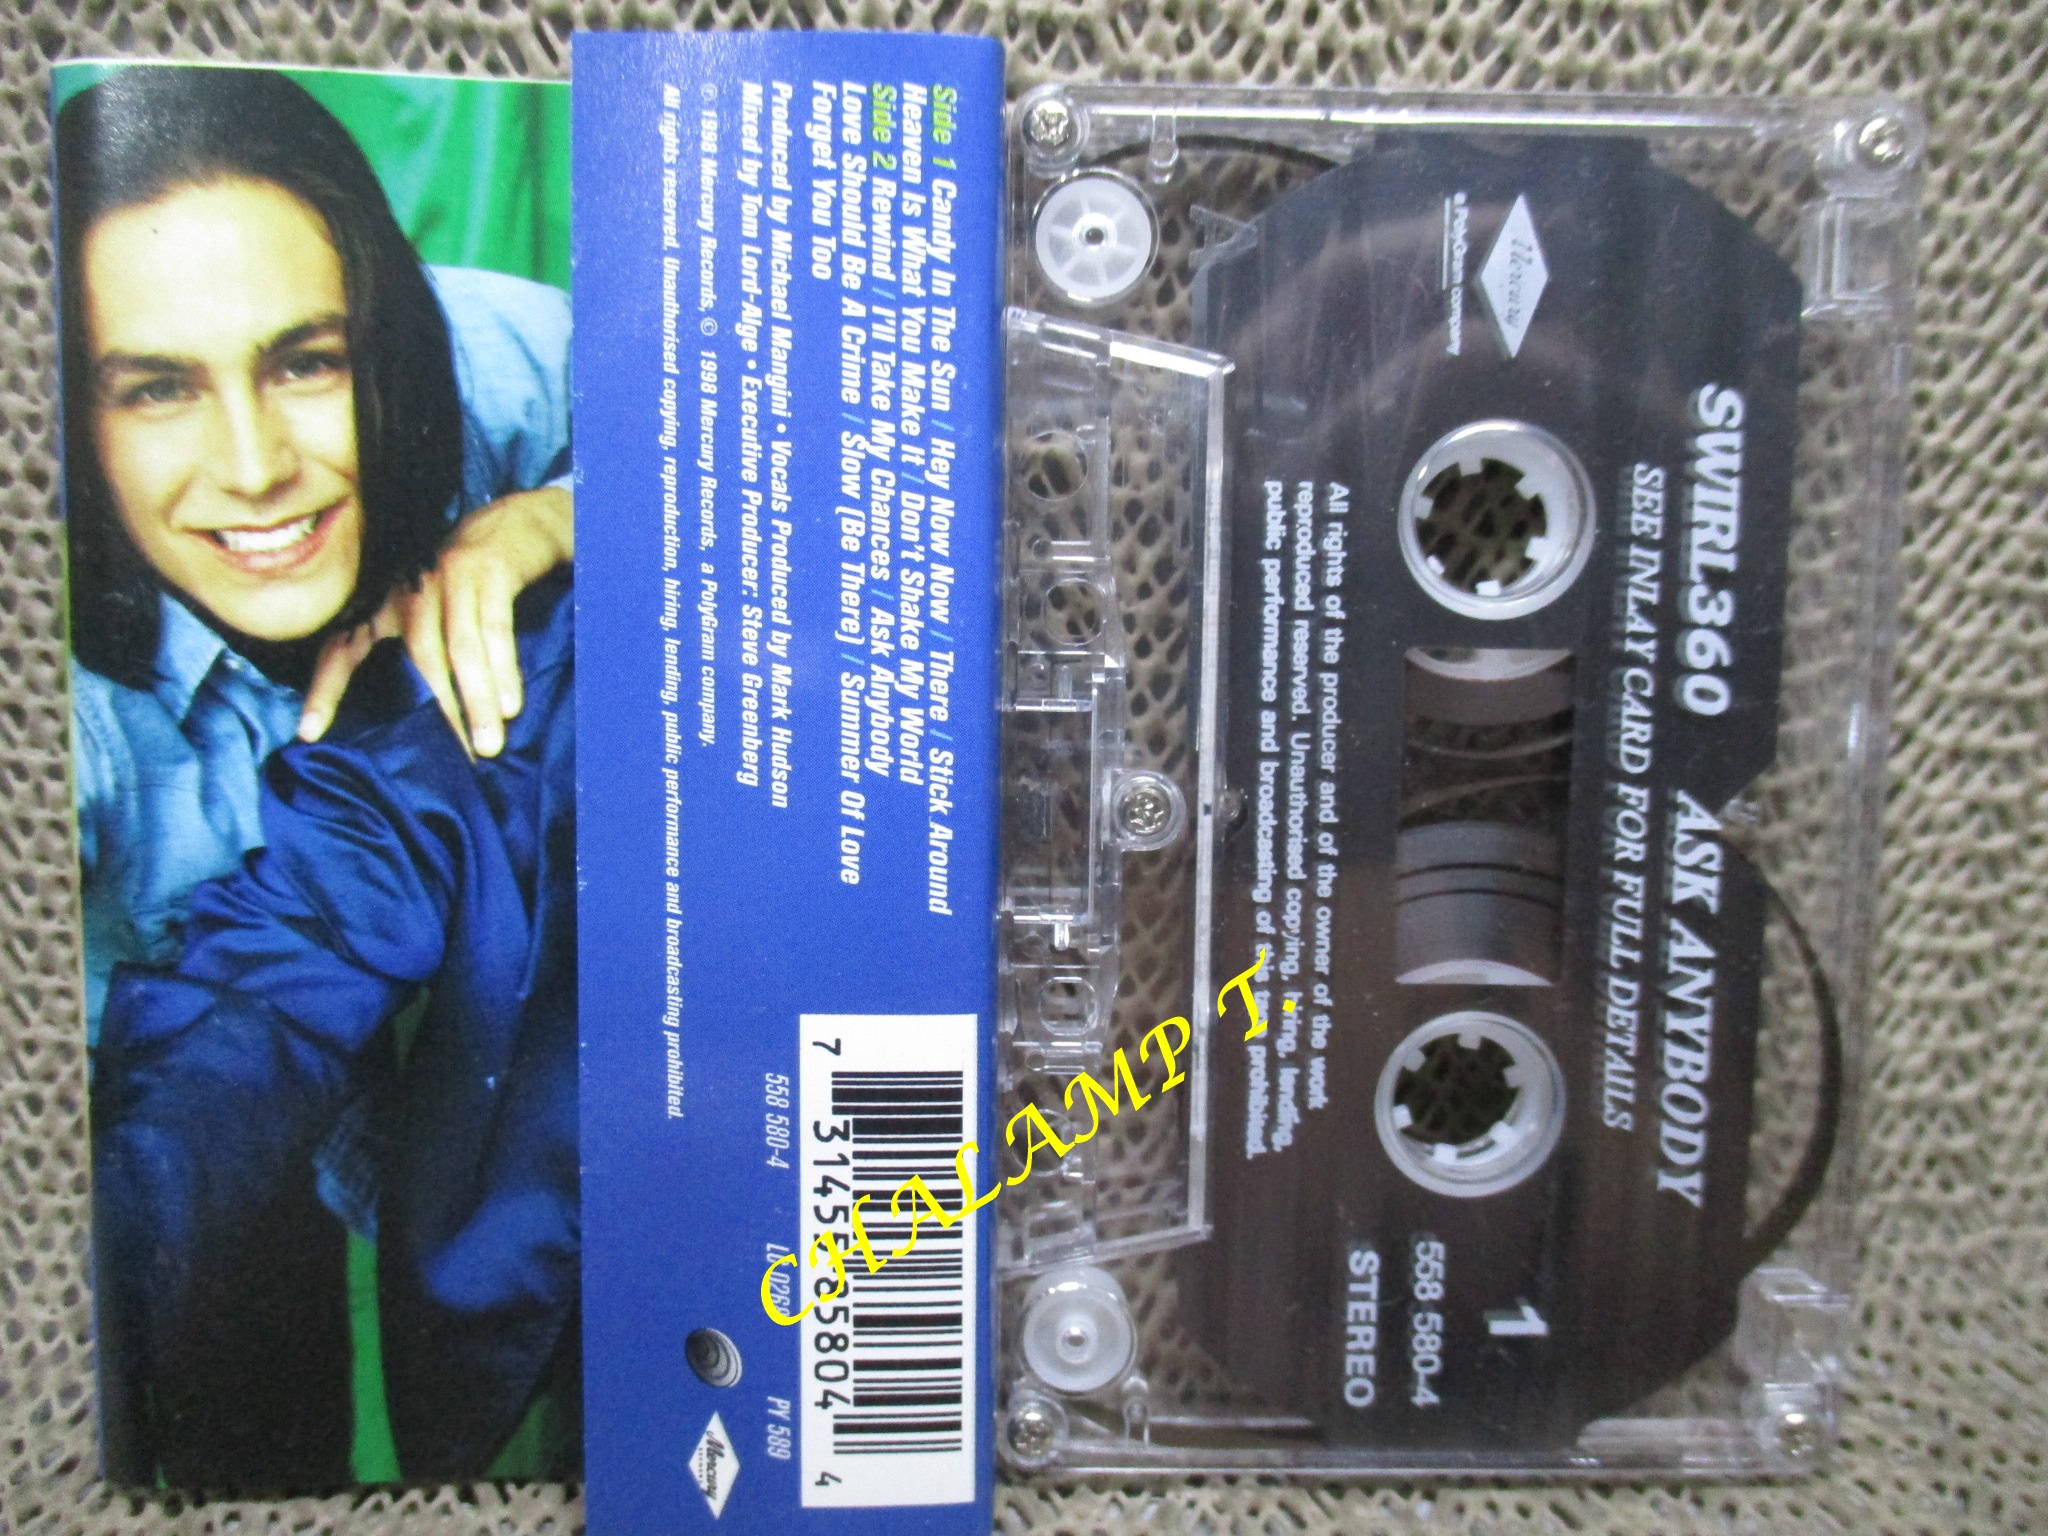 Side 1 Candy In The Sun / Hey Now Now / There / Stick Around
Heaven Is What You Make It / Don't Shake My World
Side 2 Rewind / I'll Take My Chances / Ask Anybody
Love Should Be A Crime / Slow (Be There) / Summer Of Love
Forget You Too
Produced by Michael Mangini • Vocals Produced by Mark Hudson
Mixed by Tom Lord-Alge • Executive Producer: Steve Greenberg
℗ 1998 Mercury Records, © 1998 Mercury Records, a PolyGram company.
All rights reserved. Unauthorised copying, reproduction, hiring, lending, public performance and broadcasting prohibited.
7 31455 85804 4
558 580-4
PY 589
Mercury
RECORDS
SWIRL360 ASK ANYBODY
SEE INLAY CARD FOR FULL DETAILS
Mercury
a PolyGram company
1
558 580-4
STEREO
All rights of the producer and of the owner of the work
reproduced reserved. Unauthorised copying, hiring, lending,
public performance and broadcasting of this tape prohibited.
CHALAMP T.